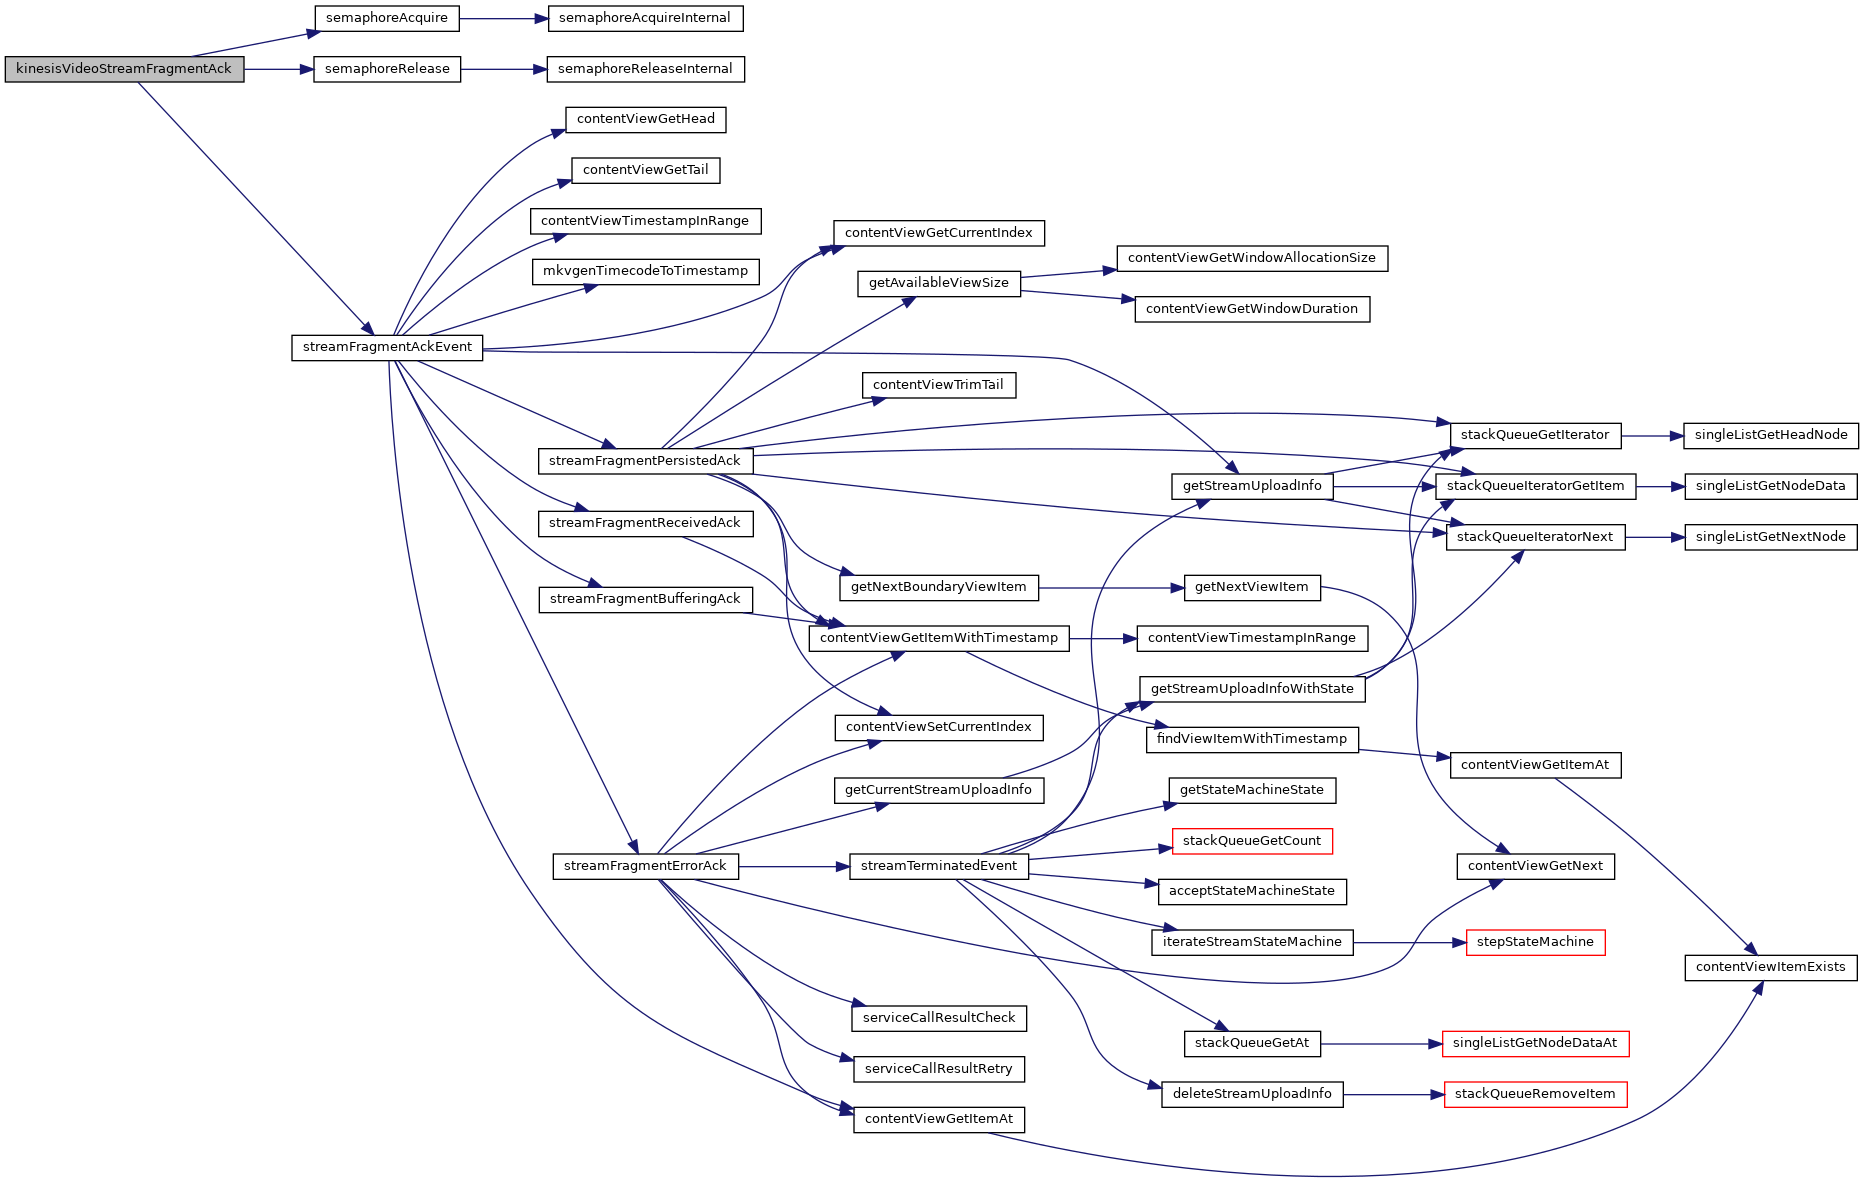 semaphoreAcquire
semaphoreAcquireInternal
kinesisVideoStreamFragmentAck
semaphoreRelease
semaphoreReleaseInternal
contentViewGetHead
contentViewGetTail
contentViewTimestampInRange
contentViewGetCurrentIndex
contentViewGetWindowAllocationSize
mkvgenTimecodeToTimestamp
getAvailableViewSize
contentViewGetWindowDuration
streamFragmentAckEvent
contentViewTrimTail
stackQueueGetIterator
singleListGetHeadNode
streamFragmentPersistedAck
getStreamUploadInfo
stackQueueIteratorGetItem
singleListGetNodeData
streamFragmentReceivedAck
stackQueueIteratorNext
singleListGetNextNode
getNextBoundaryViewItem
getNextViewItem
streamFragmentBufferingAck
contentViewGetItemWithTimestamp
contentViewTimestampInRange
getStreamUploadInfoWithState
contentViewSetCurrentIndex
findViewItemWithTimestamp
contentViewGetItemAt
getCurrentStreamUploadInfo
getStateMachineState
stackQueueGetCount
streamFragmentErrorAck
streamTerminatedEvent
contentViewGetNext
acceptStateMachineState
iterateStreamStateMachine
stepStateMachine
contentViewItemExists
serviceCallResultCheck
stackQueueGetAt
singleListGetNodeDataAt
serviceCallResultRetry
deleteStreamUploadInfo
stackQueueRemoveItem
contentViewGetItemAt